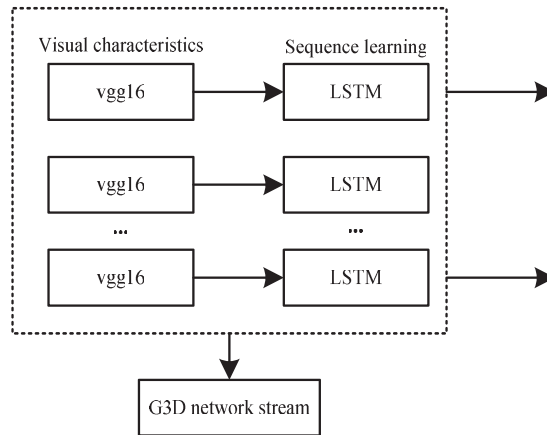 Visual characteristics Sequence learning
vgg16 LSTM
vgg16 LSTM
... ...
vgg16 LSTM
G3D network stream